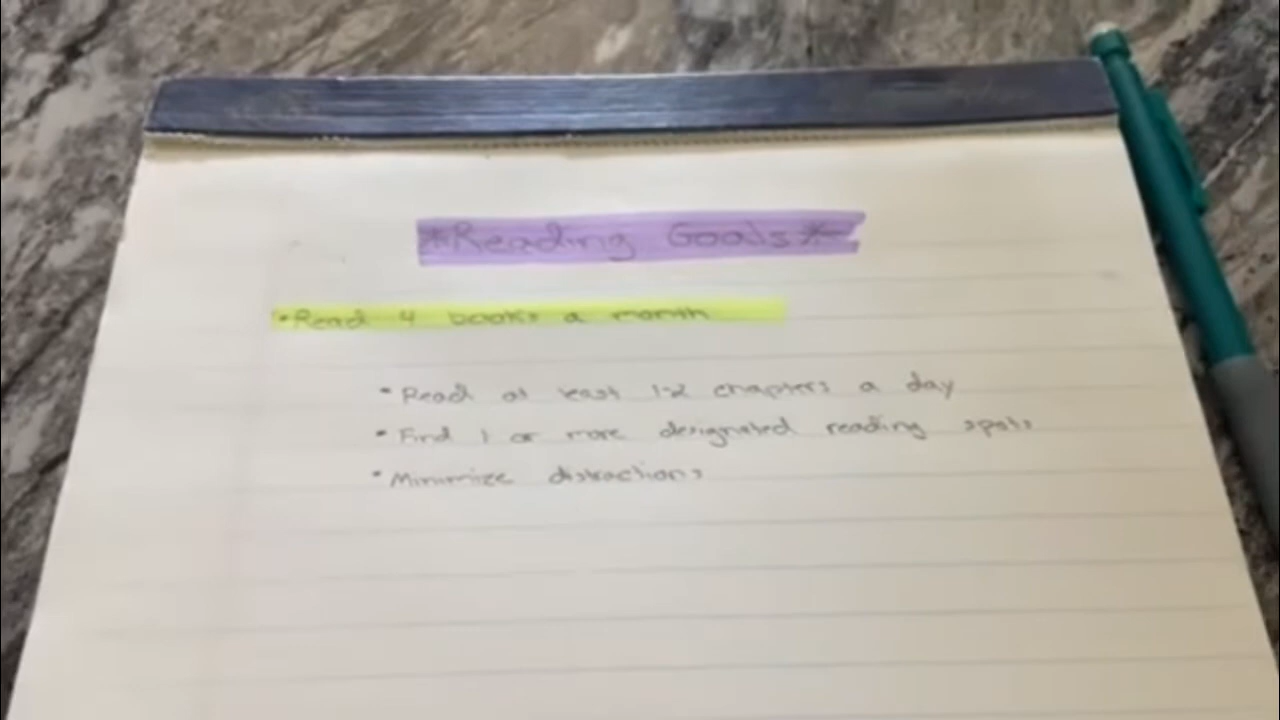 *Reading Goals*
•Read 4 books a month
• Read at least 1-2 chapters a day
• Find 1 or more designated reading spots
• Minimize distractions